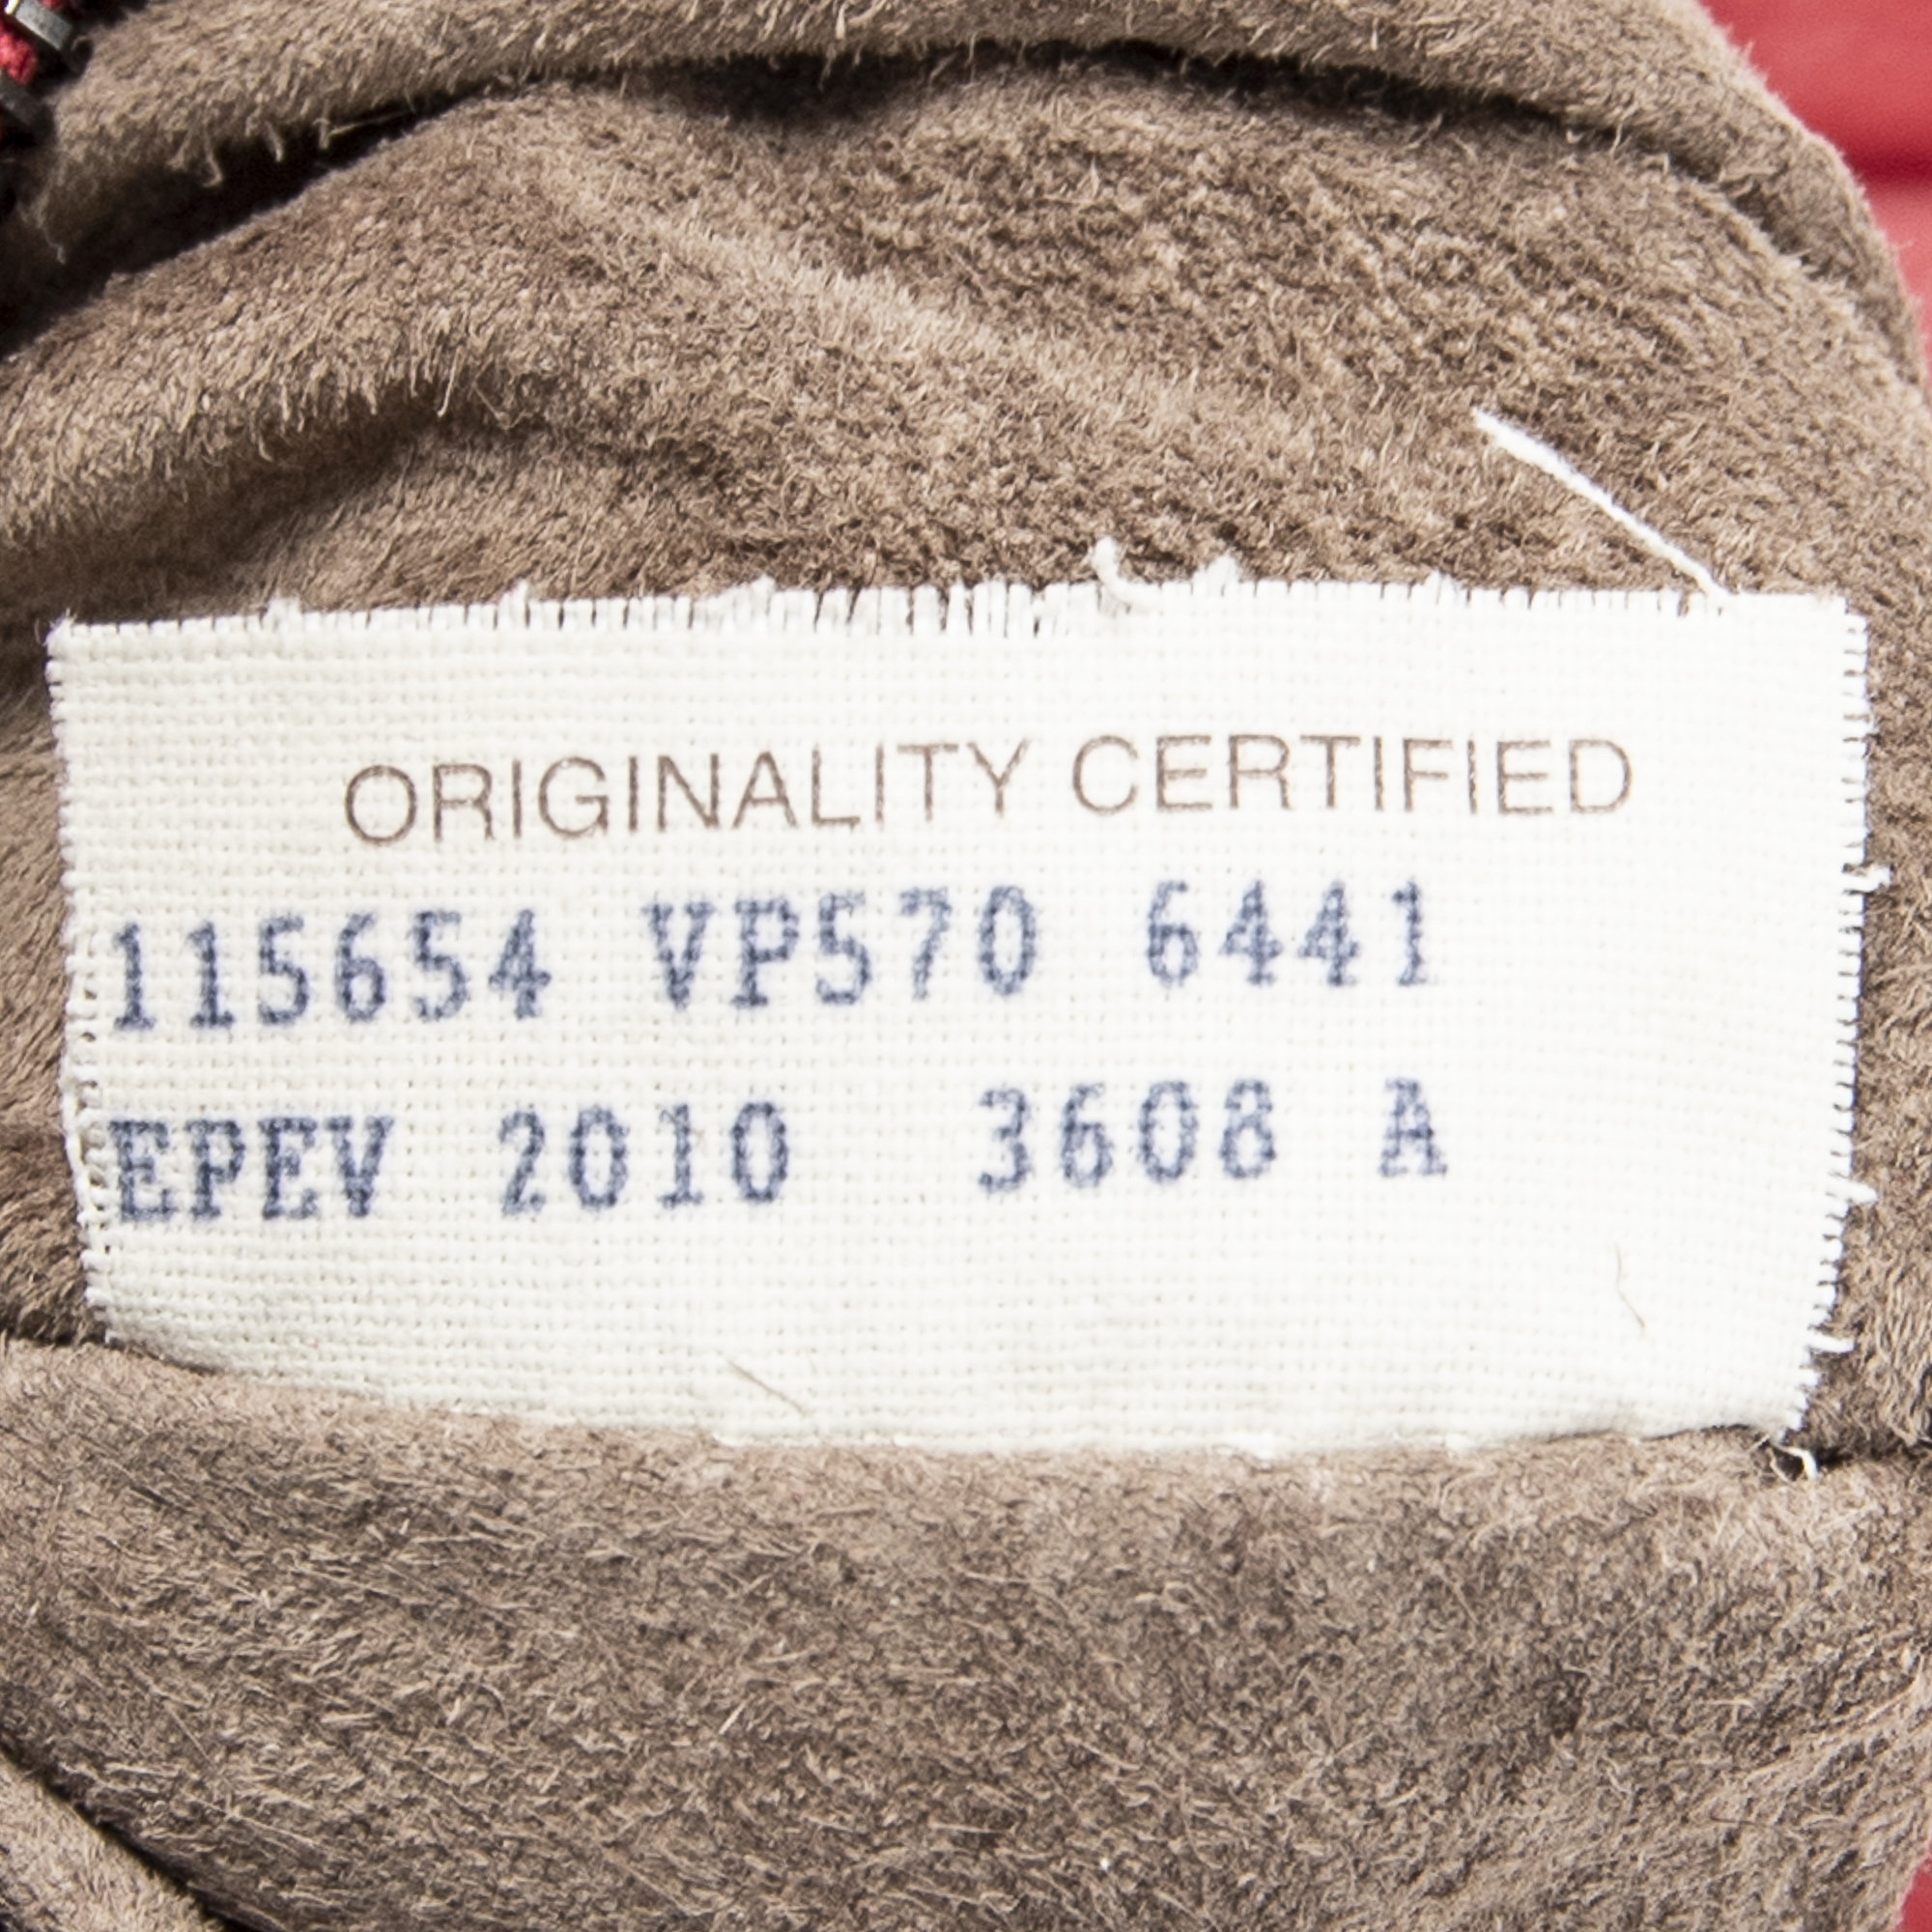 ORIGINALITY CERTIFIED
115654 VP570 6441
EPEV 2010 3608 A